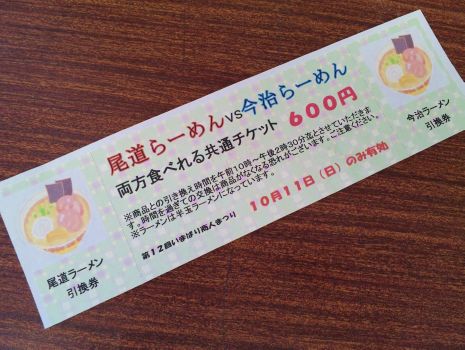 尾道らーめんVS今治らーめん
両方食べれる共通チケット 600円
※商品との引き換え時間を午前10時~午後2時30分迄とさせていただきま
す。時間を過ぎての交換は商品がなくなる恐れがございます。ご注意ください。
※ラーメンは半玉ラーメンになっています。
10月11日(日)のみ有効
第12回いまばり商人まつり
尾道ラーメン
引換券
今治ラーメン
引換券